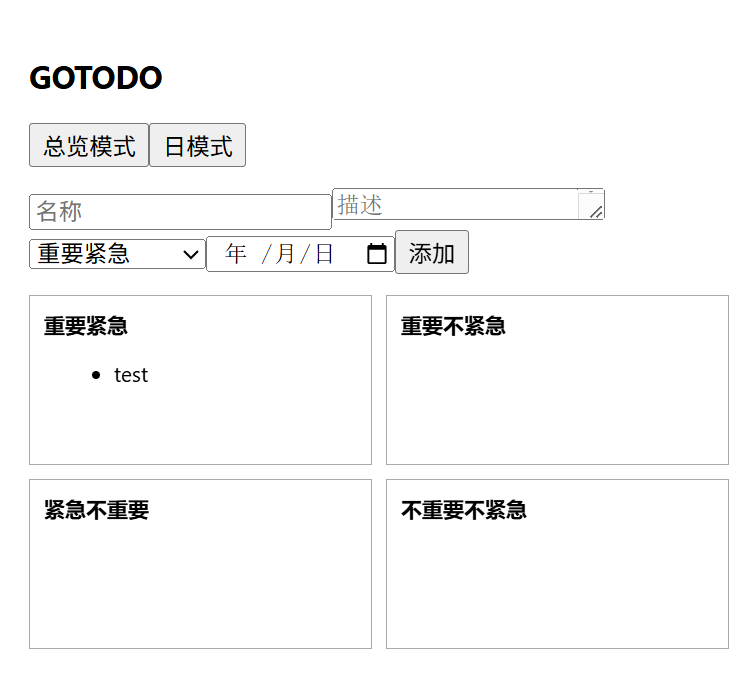 GOTODO
总览模式 日模式
名称 描述
重要紧急 年 /月/日 添加
重要紧急 重要不紧急
test
紧急不重要 不重要不紧急